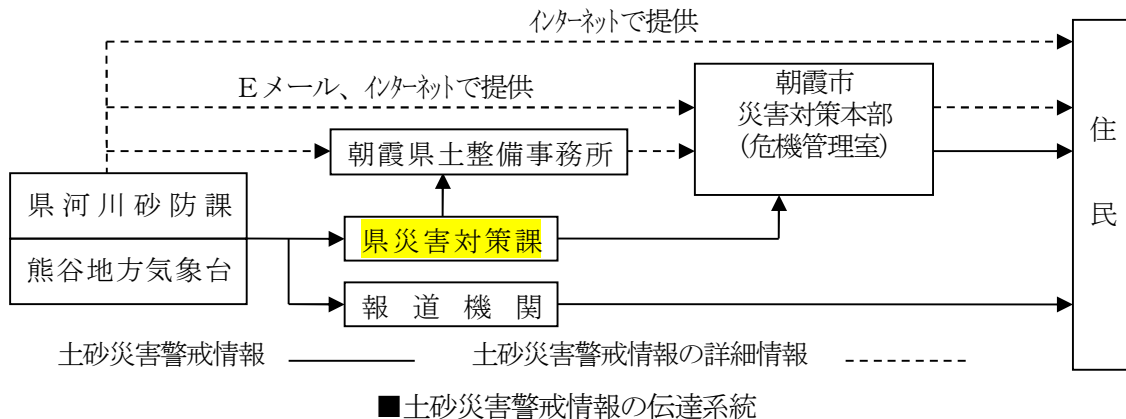 インターネットで提供
Eメール、インターネットで提供
朝霞市
災害対策本部
(危機管理室)
住民
朝霞県土整備事務所
県河川砂防課
県災害対策課
熊谷地方気象台
報道機関
土砂災害警戒情報
土砂災害警戒情報の詳細情報
■土砂災害警戒情報の伝達系統